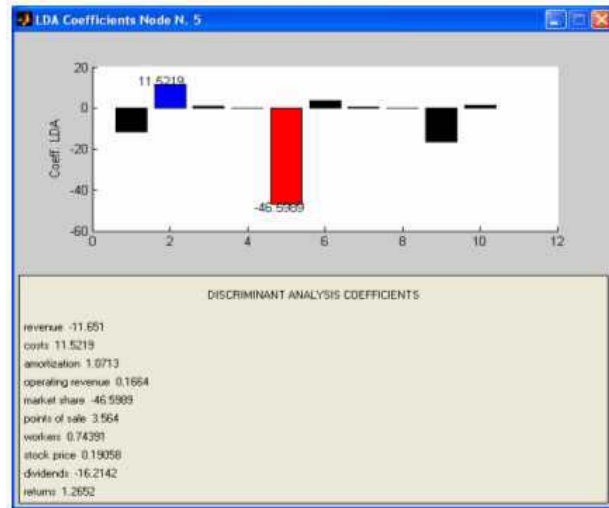 LDA Coefficients Node N. 5
20
11.5219
0
-20
-40
-46.5989
-60
0 2 4 6 8 10 12
Coeff. LDA
DISCRIMINANT ANALYSIS COEFFICIENTS
revenue -11.651
costs 11.5219
amortization 1.0713
operating revenue 0.1664
market share -46.5989
points of sale 3.564
workers 0.74391
stock price 0.19058
dividends -16.2142
returns 1.2652